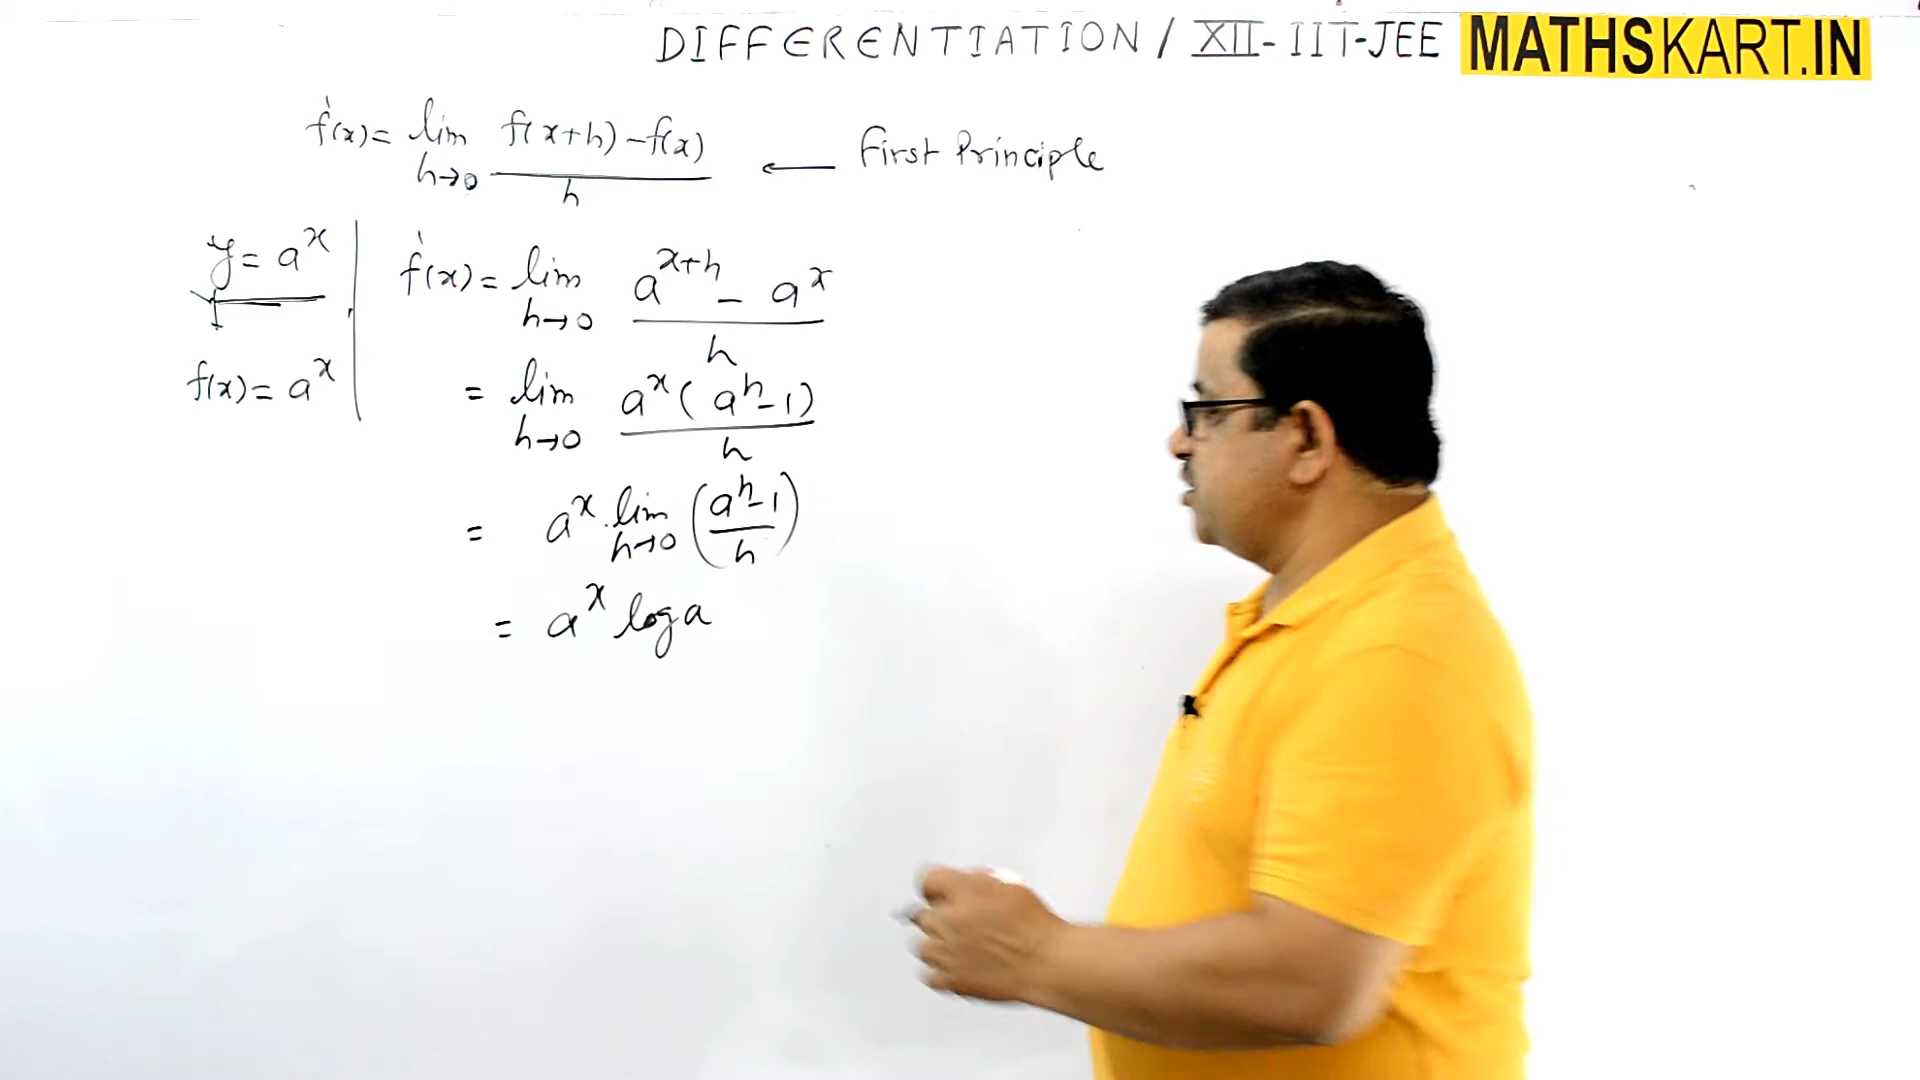 DIFFERENTIATION / XII - IIT-JEE MATHSKART.IN
f'(x) = lim h→0 f(x+h) - f(x) / h ← First Principle
y = a^x
f(x) = a^x
f'(x) = lim h→0 a^(x+h) - a^x / h
= lim h→0 a^x (a^h - 1) / h
= a^x . lim h→0 (a^h - 1 / h)
= a^x log a